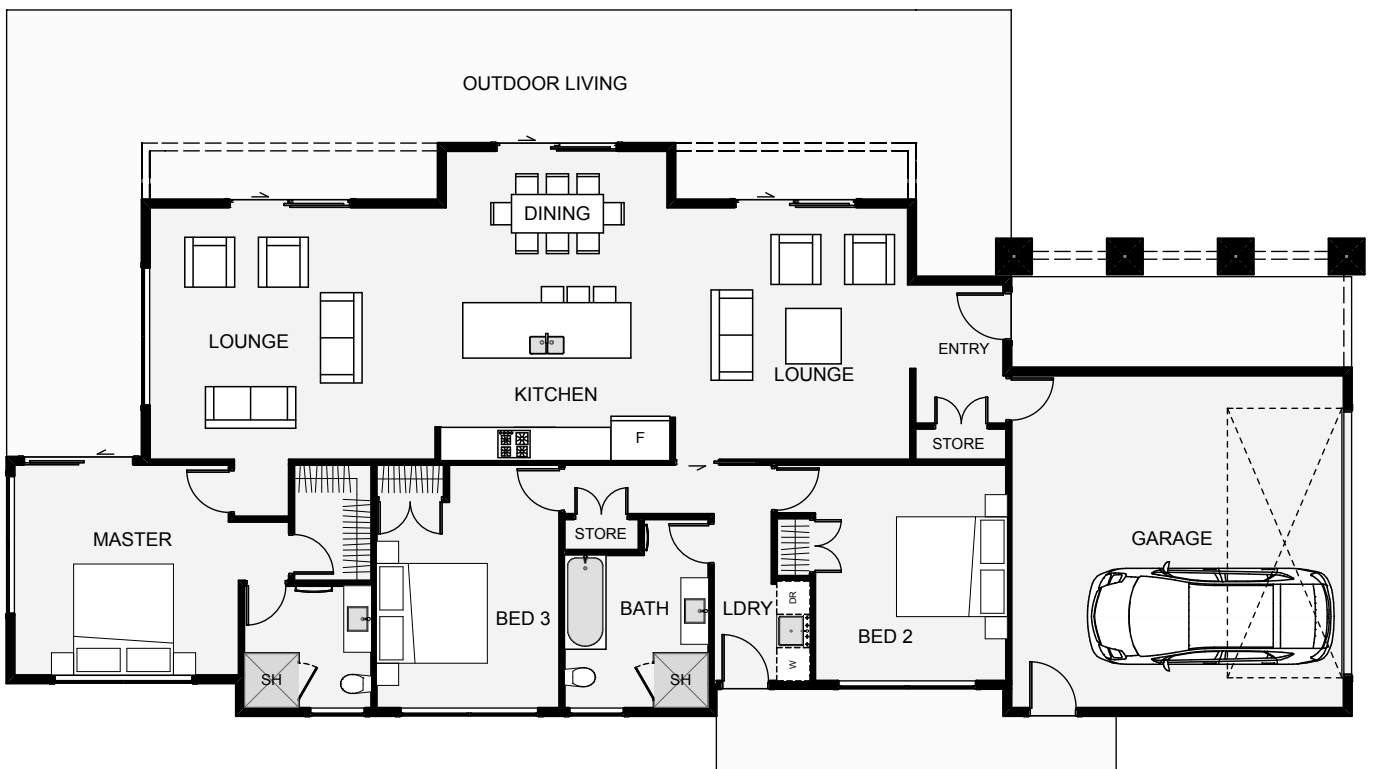 OUTDOOR LIVING
DINING
LOUNGE
ENTRY
LOUNGE
KITCHEN
F
STORE
STORE
MASTER
GARAGE
DR
BATH
LDRY
BED 3
BED 2
W
SH
SH